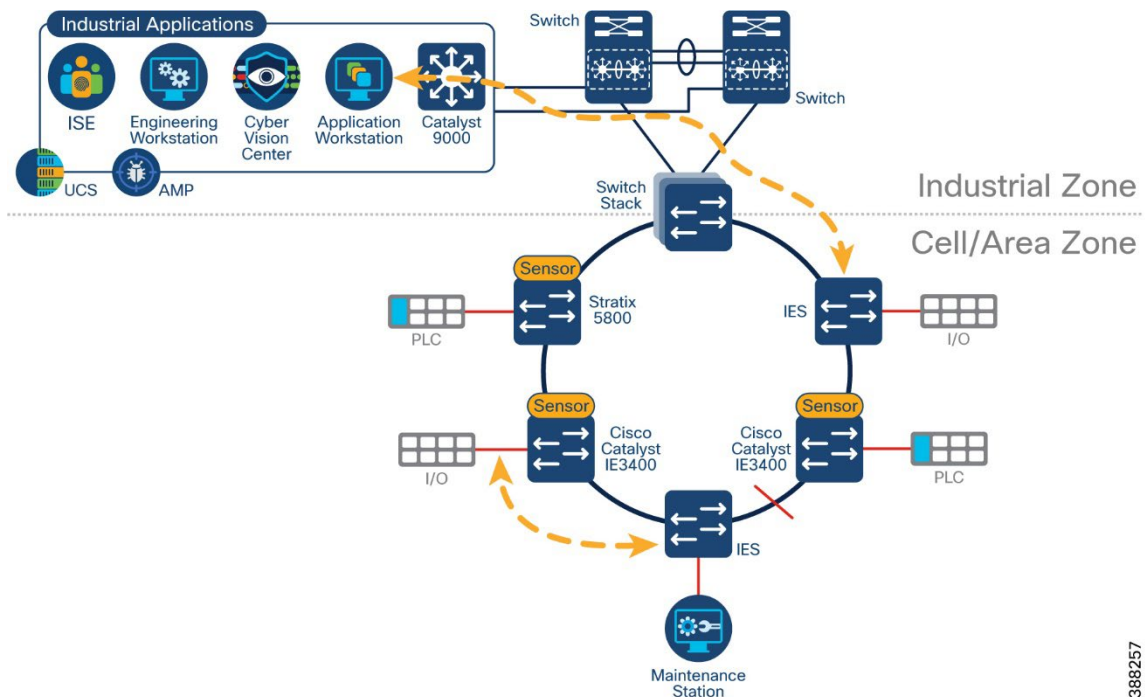 Industrial Applications
ISE
Engineering
Workstation
Cyber
Vision
Center
Application
Workstation
Catalyst
9000
UCS
AMP
Switch
Switch
Switch
Stack
Industrial Zone
Cell/Area Zone
Sensor
Stratix
5800
PLC
IES
I/O
Sensor
Cisco
Catalyst
IE3400
I/O
Sensor
Cisco
Catalyst
IE3400
PLC
IES
Maintenance
Station
388257